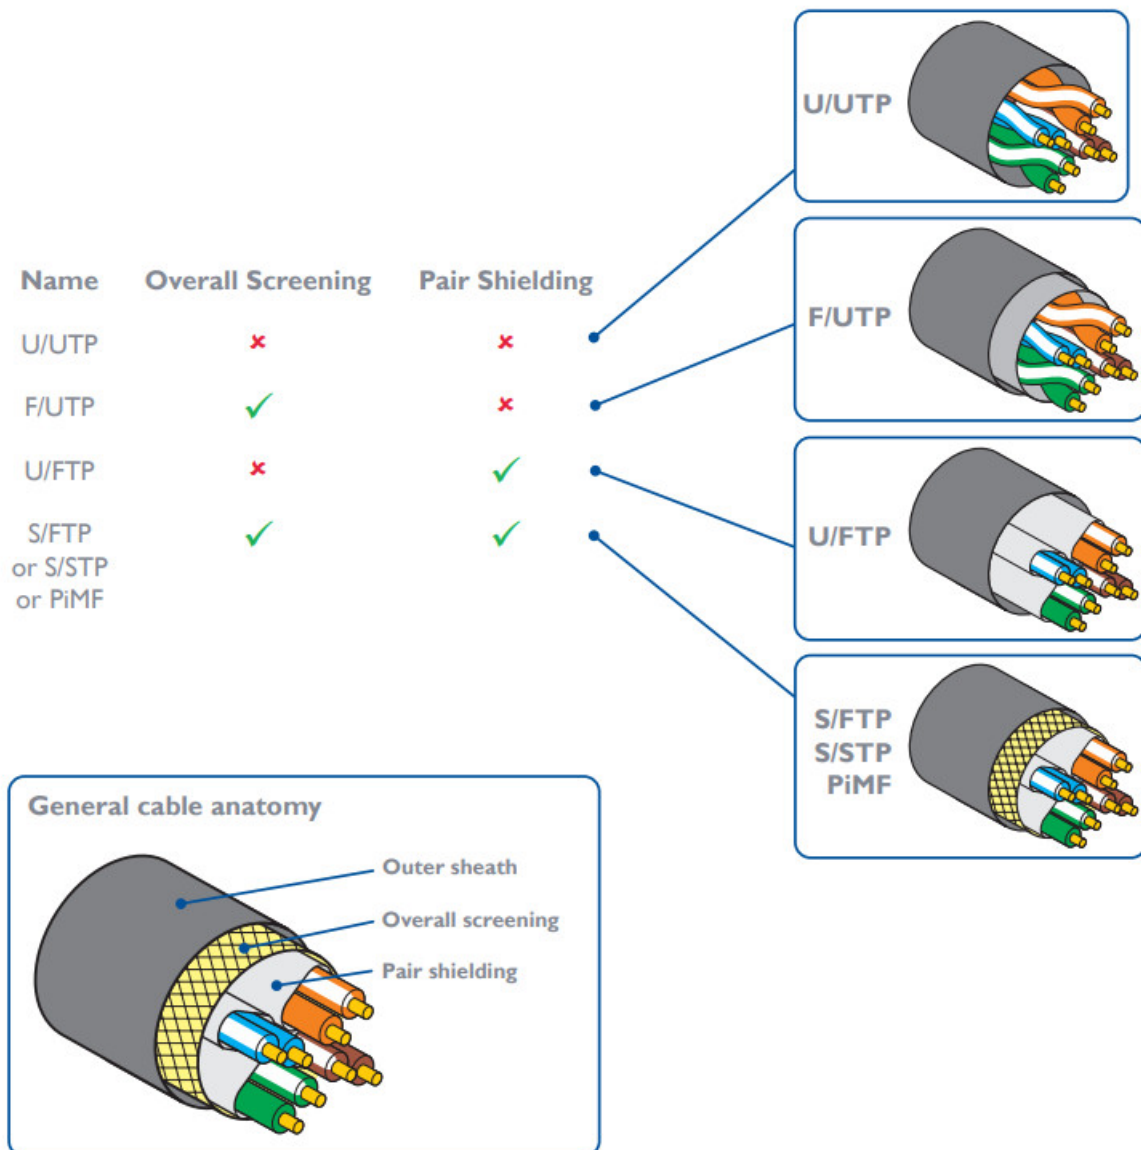 Name Overall Screening Pair Shielding
U/UTP ✘ ✘
F/UTP ✓ ✘
U/FTP ✘ ✓
S/FTP ✓ ✓
or S/STP
or PiMF
U/UTP
F/UTP
U/FTP
S/FTP
S/STP
PiMF
General cable anatomy
Outer sheath
Overall screening
Pair shielding